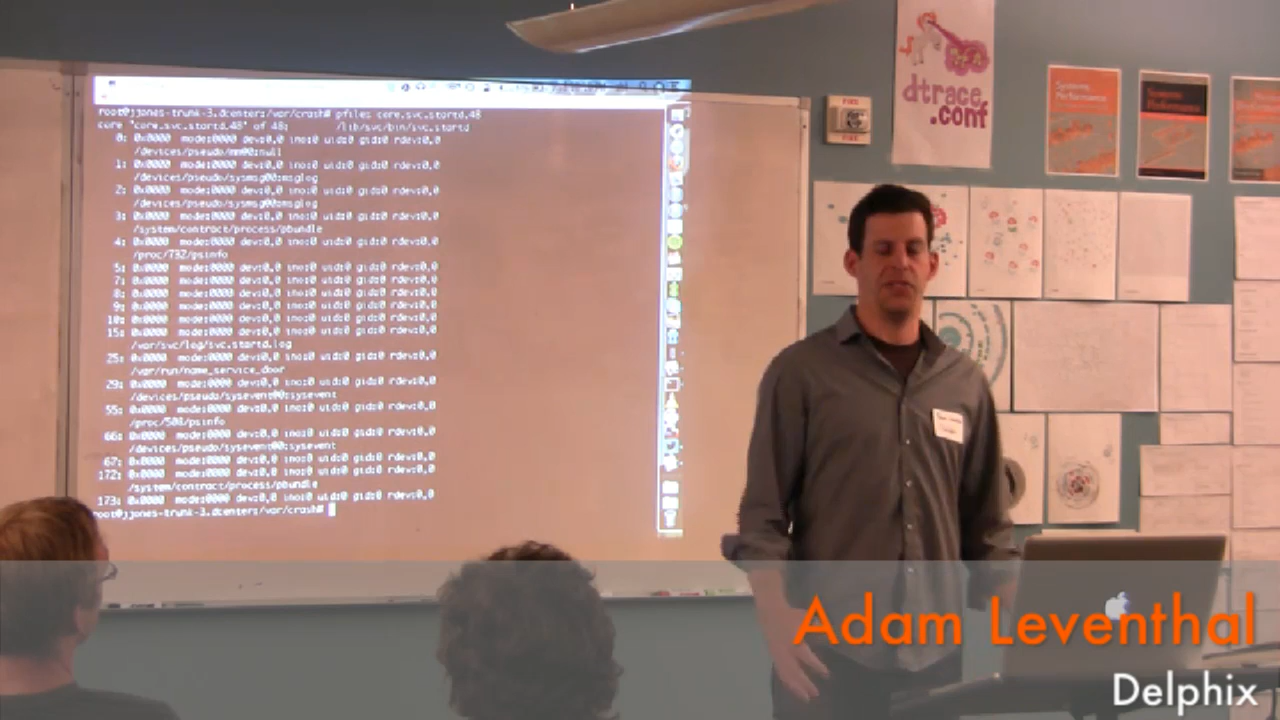 root@jjones-trunk-3.dcenter:/var/crash# pfiles core.svc.startd.48
core 'core.svc.startd.48' of 48: /lib/svc/bin/svc.startd
0: 0x0000 mode:0000 dev:0,0 ino:0 uid:0 gid:0 rdev:0,0
/devices/pseudo/mm@0:null
1: 0x0000 mode:0000 dev:0,0 ino:0 uid:0 gid:0 rdev:0,0
/devices/pseudo/sysmsg@0:msglog
2: 0x0000 mode:0000 dev:0,0 ino:0 uid:0 gid:0 rdev:0,0
/devices/pseudo/sysmsg@0:msglog
3: 0x0000 mode:0000 dev:0,0 ino:0 uid:0 gid:0 rdev:0,0
/system/contract/process/pbundle
4: 0x0000 mode:0000 dev:0,0 ino:0 uid:0 gid:0 rdev:0,0
/proc/732/psinfo
5: 0x0000 mode:0000 dev:0,0 ino:0 uid:0 gid:0 rdev:0,0
7: 0x0000 mode:0000 dev:0,0 ino:0 uid:0 gid:0 rdev:0,0
8: 0x0000 mode:0000 dev:0,0 ino:0 uid:0 gid:0 rdev:0,0
9: 0x0000 mode:0000 dev:0,0 ino:0 uid:0 gid:0 rdev:0,0
10: 0x0000 mode:0000 dev:0,0 ino:0 uid:0 gid:0 rdev:0,0
15: 0x0000 mode:0000 dev:0,0 ino:0 uid:0 gid:0 rdev:0,0
/var/svc/log/svc.startd.log
25: 0x0000 mode:0000 dev:0,0 ino:0 uid:0 gid:0 rdev:0,0
/var/run/name_service_door
29: 0x0000 mode:0000 dev:0,0 ino:0 uid:0 gid:0 rdev:0,0
/devices/pseudo/sysevent@0:sysevent
55: 0x0000 mode:0000 dev:0,0 ino:0 uid:0 gid:0 rdev:0,0
/proc/508/psinfo
66: 0x0000 mode:0000 dev:0,0 ino:0 uid:0 gid:0 rdev:0,0
/devices/pseudo/sysevent@0:sysevent
67: 0x0000 mode:0000 dev:0,0 ino:0 uid:0 gid:0 rdev:0,0
172: 0x0000 mode:0000 dev:0,0 ino:0 uid:0 gid:0 rdev:0,0
/system/contract/process/pbundle
173: 0x0000 mode:0000 dev:0,0 ino:0 uid:0 gid:0 rdev:0,0
root@jjones-trunk-3.dcenter:/var/crash#
dtrace
.conf
FIRE
FIRE
Systems
Performance
Systems
Performance
Adam Leventhal
Delphix